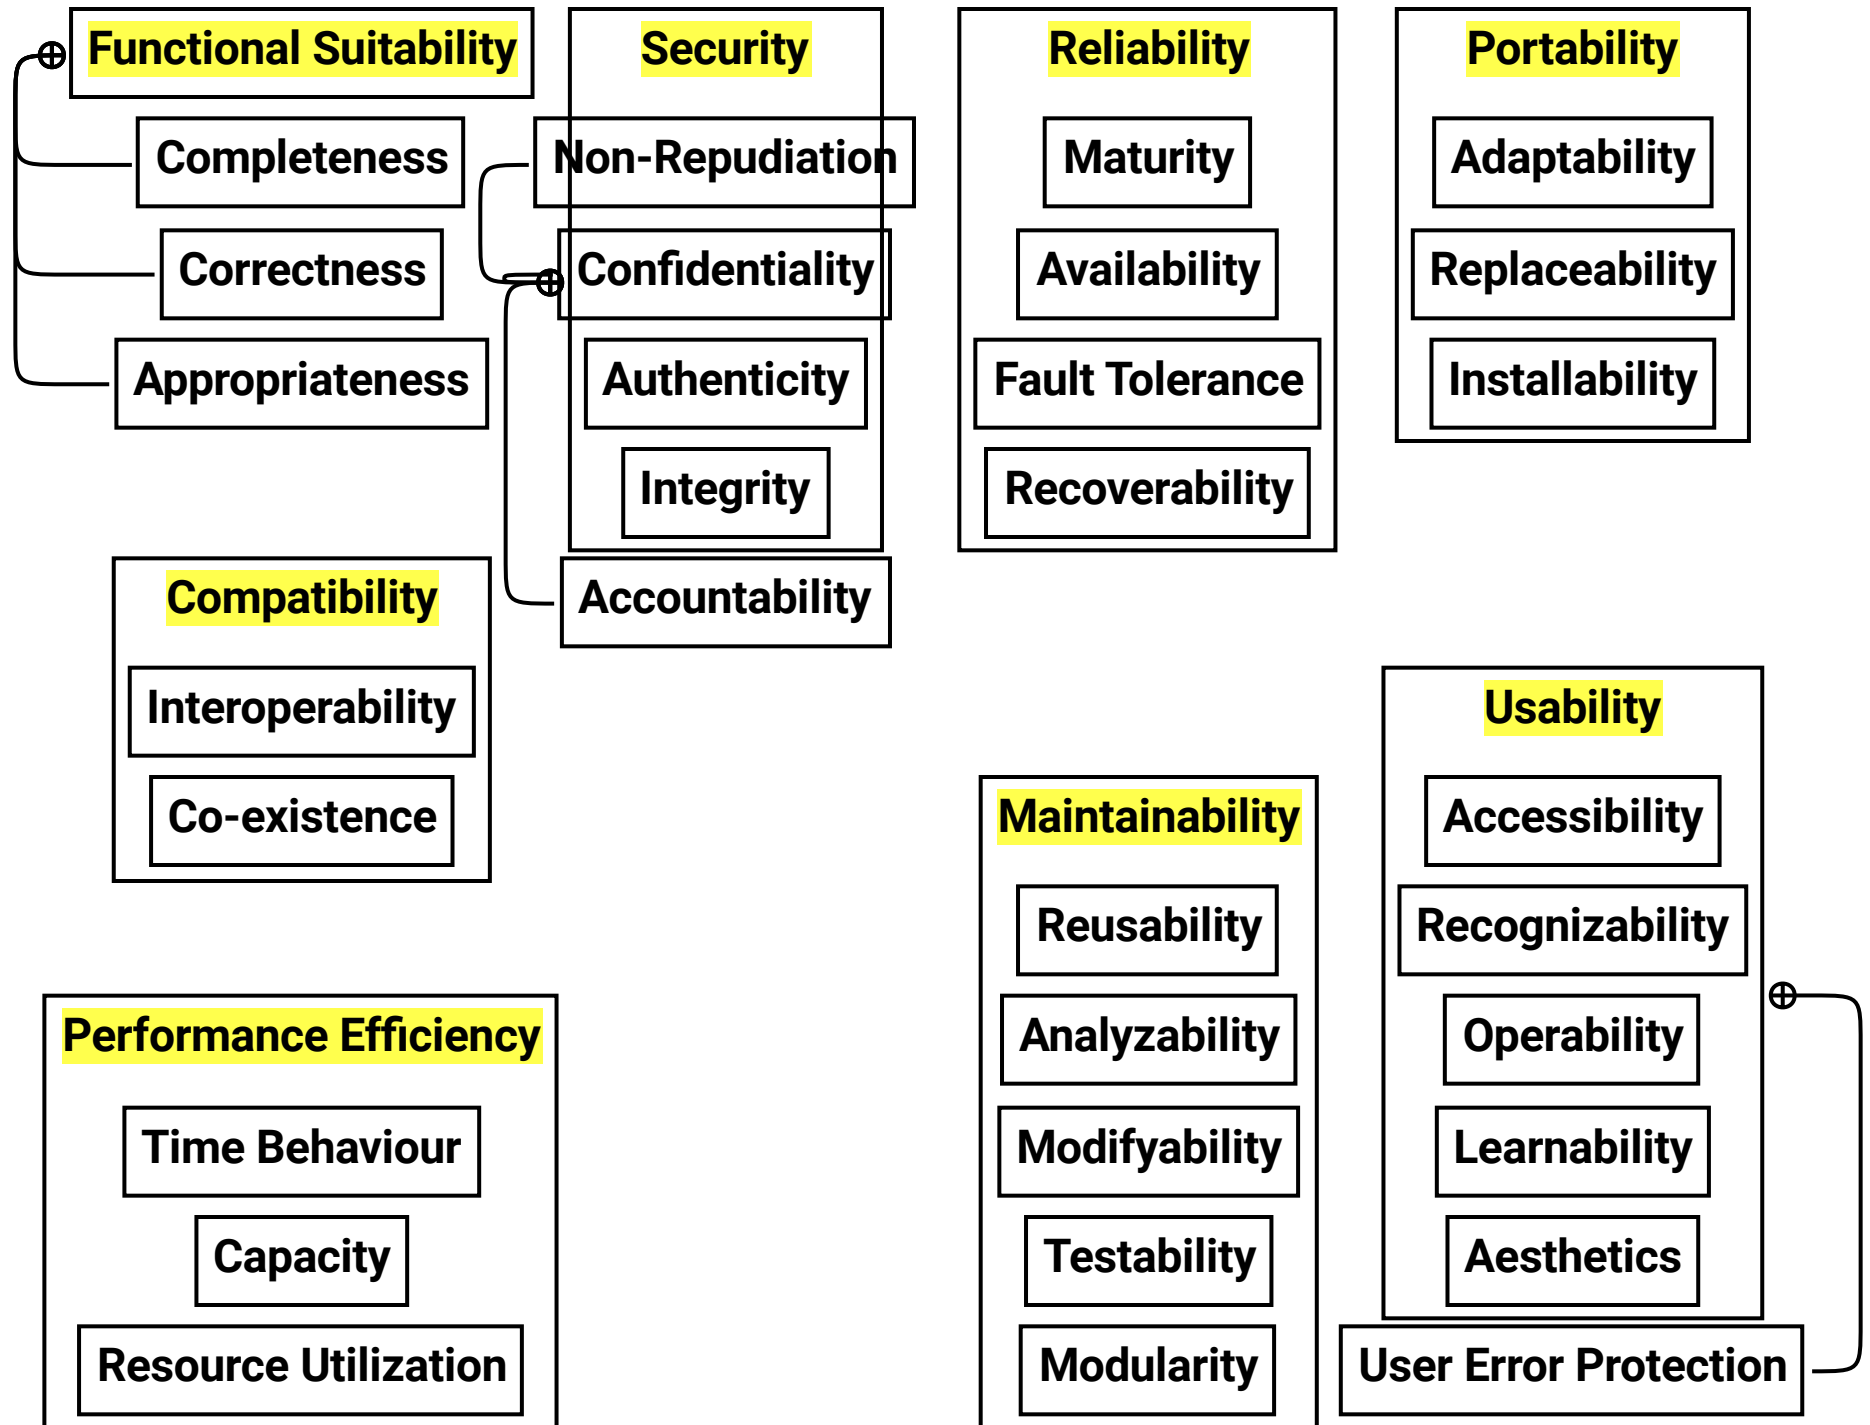 Functional Suitability
Completeness
Correctness
Appropriateness
Security
Non-Repudiation
Confidentiality
Authenticity
Integrity
Accountability
Reliability
Maturity
Availability
Fault Tolerance
Recoverability
Portability
Adaptability
Replaceability
Installability
Compatibility
Interoperability
Co-existence
Performance Efficiency
Time Behaviour
Capacity
Resource Utilization
Maintainability
Reusability
Analyzability
Modifyability
Testability
Modularity
Usability
Accessibility
Recognizability
Operability
Learnability
Aesthetics
User Error Protection